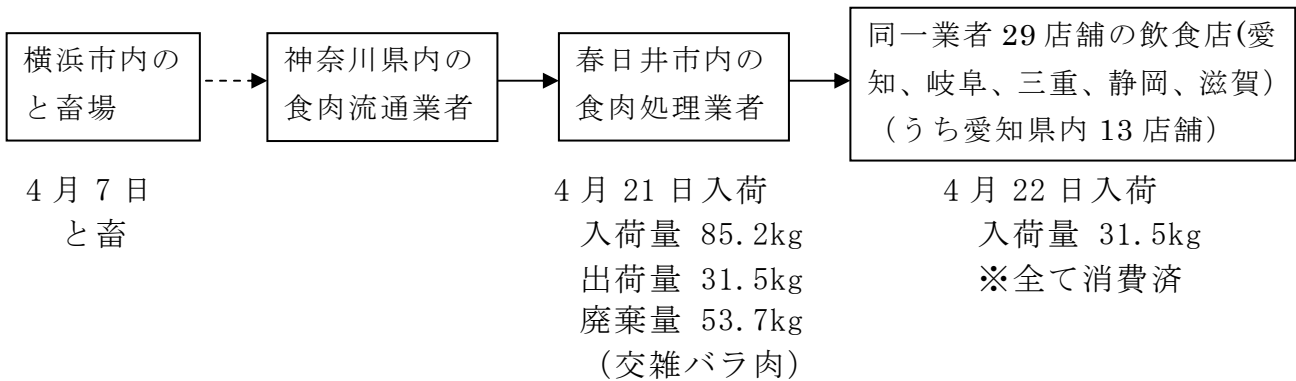 横浜市内の
と畜場
神奈川県内の
食肉流通業者
春日井市内の
食肉処理業者
同一業者 29 店舗の飲食店(愛
知、岐阜、三重、静岡、滋賀）
（うち愛知県内 13 店舗）
4 月 7 日
と畜
4 月 21 日入荷
入荷量 85.2kg
出荷量 31.5kg
廃棄量 53.7kg
（交雑バラ肉）
4 月 22 日入荷
入荷量 31.5kg
※全て消費済